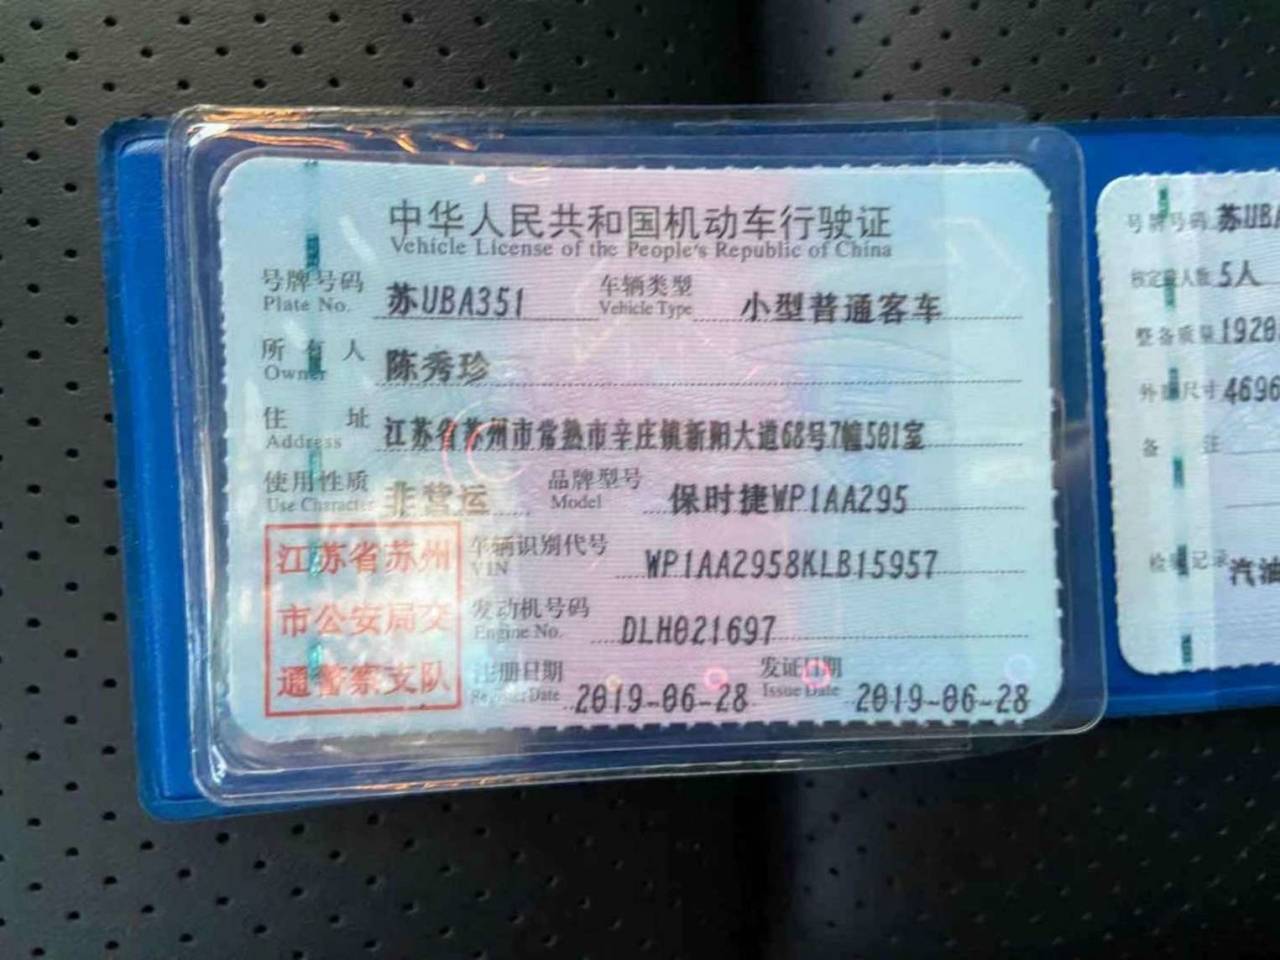 中华人民共和国机动车行驶证
Vehicle License of the People's Republic of China
号牌号码 苏UBA351 车辆类型 小型普通客车
Plate No. Vehicle Type
所有人 陈秀珍
Owner
住址 江苏省苏州市常熟市辛庄镇新阳大道68号7幢501室
Address
使用性质 非营运 品牌型号 保时捷WP1AA295
Use Character Model
江苏省苏州
市公安局交
通警察支队
车辆识别代号 WP1AA2958KLB15957
VIN
发动机号码 DLH021697
Engine No.
注册日期 2019-06-28 发证日期 2019-06-28
Register Date Issue Date
号牌号码 苏UBA
核定载人数 5人
整备质量 1920
外廓尺寸 4696
备注
检验记录 汽油